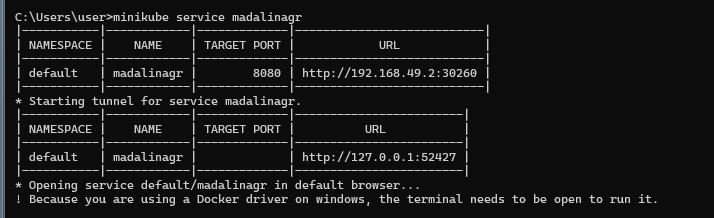 C:\Users\user>minikube service madalinagr
|-----------|------------|-------------|---------------------------|
| NAMESPACE |    NAME    | TARGET PORT |            URL            |
|-----------|------------|-------------|---------------------------|
| default   | madalinagr |        8080 | http://192.168.49.2:30260 |
|-----------|------------|-------------|---------------------------|
* Starting tunnel for service madalinagr.
|-----------|------------|-------------|------------------------|
| NAMESPACE |    NAME    | TARGET PORT |          URL           |
|-----------|------------|-------------|------------------------|
| default   | madalinagr |             | http://127.0.0.1:52427 |
|-----------|------------|-------------|------------------------|
* Opening service default/madalinagr in default browser...
! Because you are using a Docker driver on windows, the terminal needs to be open to run it.